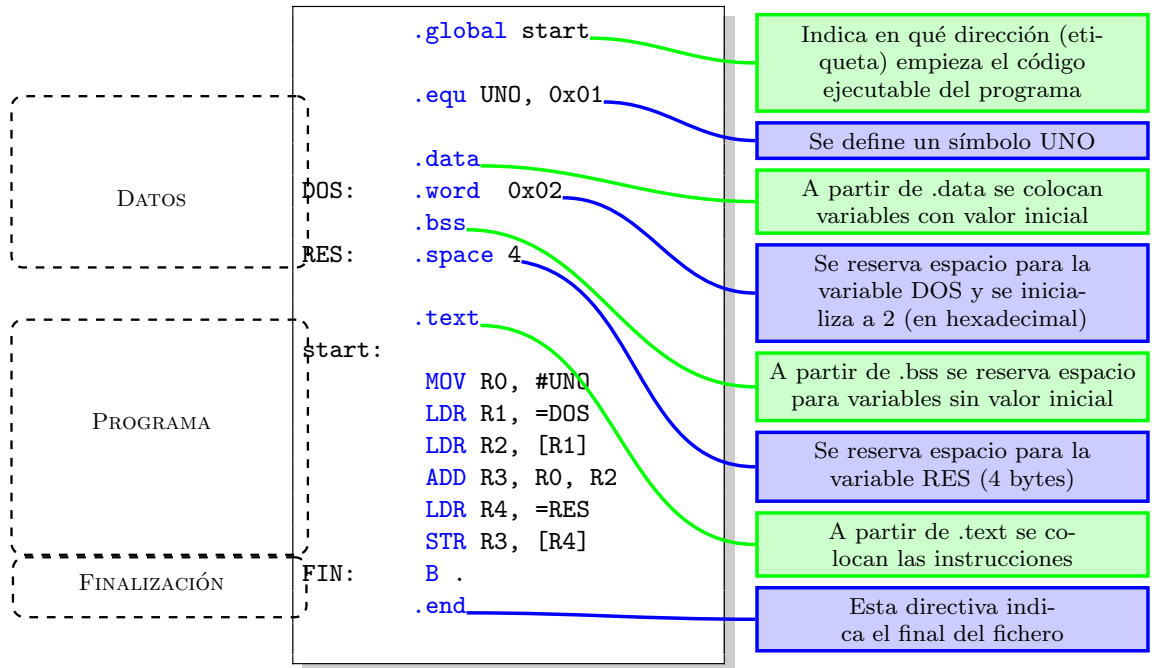 .global start
.equ UNO, 0x01
.data
DOS: .word 0x02
.bss
RES: .space 4
.text
start:
MOV R0, #UNO
LDR R1, =DOS
LDR R2, [R1]
ADD R3, R0, R2
LDR R4, =RES
STR R3, [R4]
FIN: B .
.end
Datos
Programa
Finalización
Indica en qué dirección (eti-
queta) empieza el código
ejecutable del programa
Se define un símbolo UNO
A partir de .data se colocan
variables con valor inicial
Se reserva espacio para la
variable DOS y se inicia-
liza a 2 (en hexadecimal)
A partir de .bss se reserva espacio
para variables sin valor inicial
Se reserva espacio para la
variable RES (4 bytes)
A partir de .text se co-
locan las instrucciones
Esta directiva indi-
ca el final del fichero